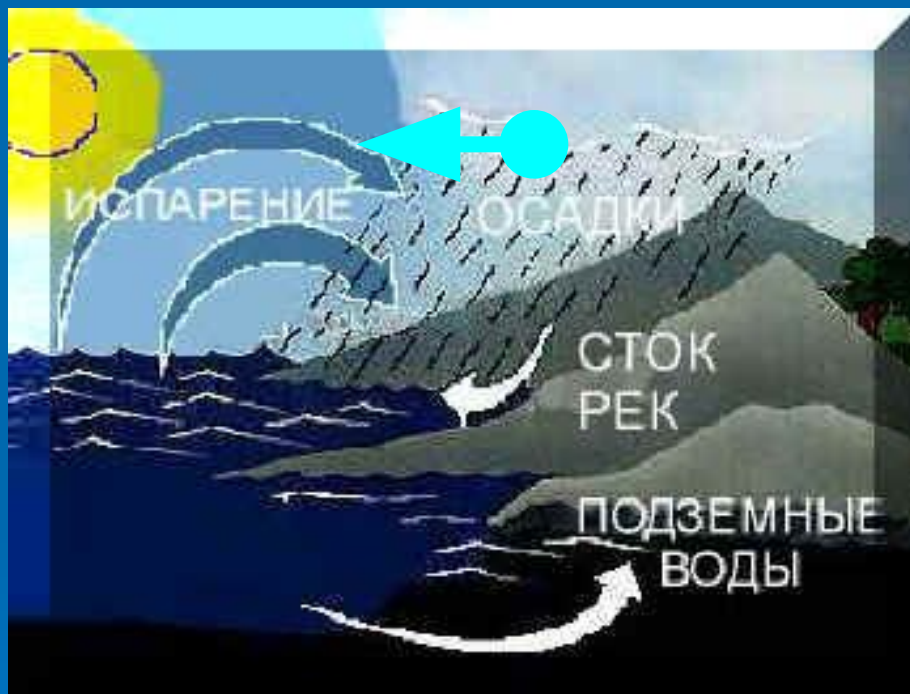 ИСПАРЕНИЕ
ОСАДКИ
СТОК
РЕК
ПОДЗЕМНЫЕ
ВОДЫ